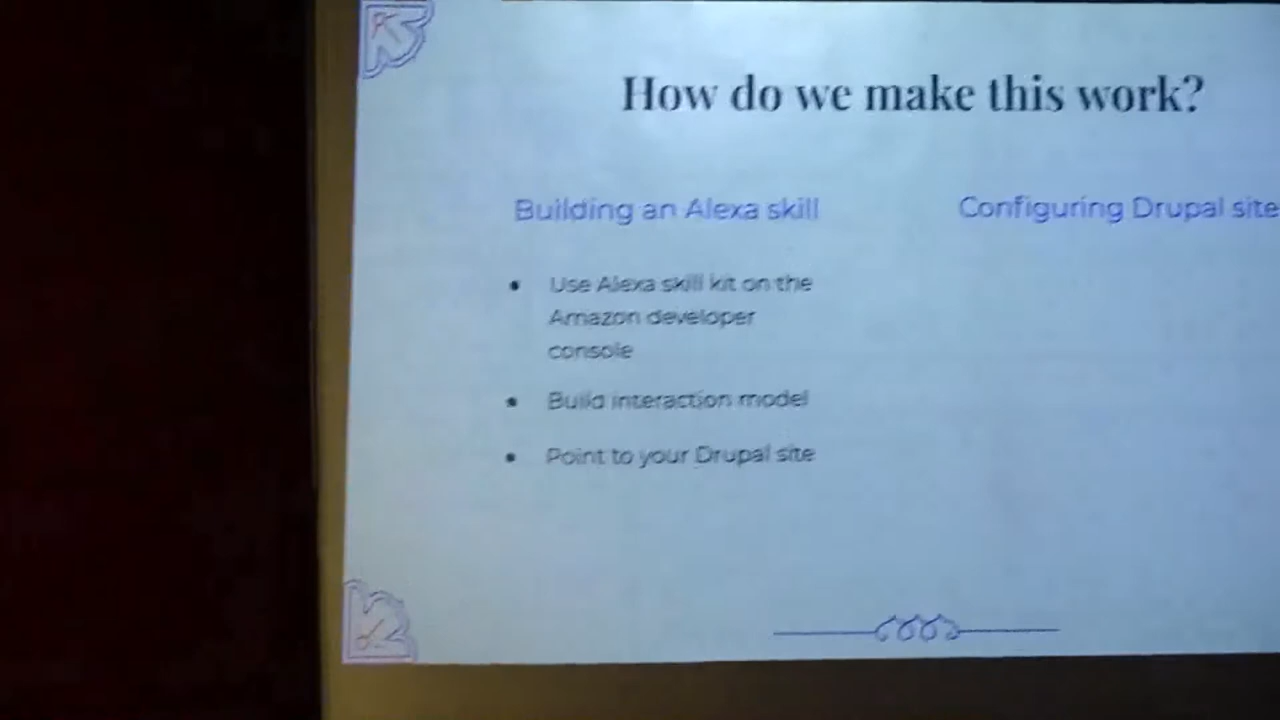 How do we make this work?
Building an Alexa skill
Configuring Drupal site
• Use Alexa skill kit on the
Amazon developer
console
• Build interaction model
• Point to your Drupal site